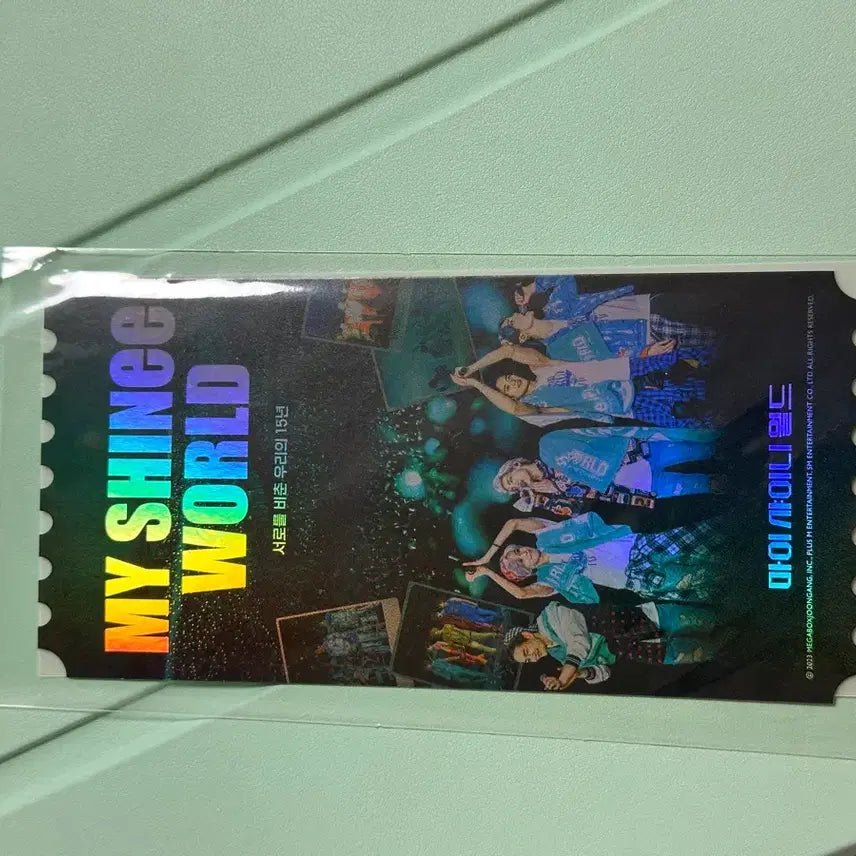 MY SHINee
WORLD
서로를 비춘 우리의 15년
마이 샤이니 월드
© 2023 MEGABOXJOONGANG, INC., PLUS M ENTERTAINMENT, SM ENTERTAINMENT CO., LTD. ALL RIGHTS RESERVED.